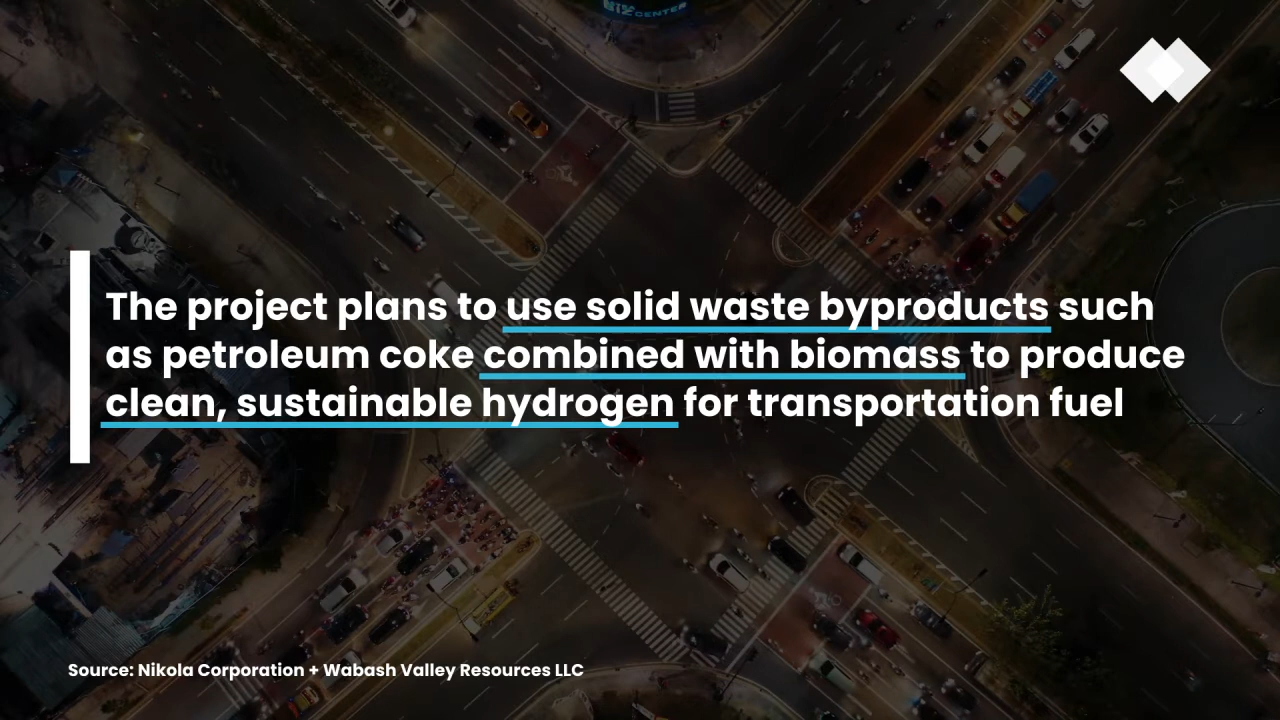 The project plans to use solid waste byproducts such
as petroleum coke combined with biomass to produce
clean, sustainable hydrogen for transportation fuel
Source: Nikola Corporation + Wabash Valley Resources LLC